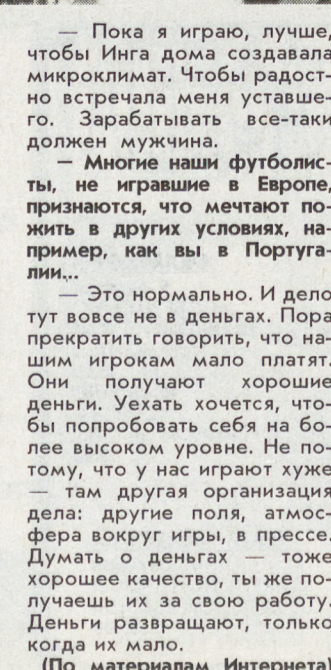 — Пока я играю, лучше,
чтобы Инга дома создавала
микроклимат. Чтобы радост-
но встречала меня уставше-
го. Зарабатывать все-таки
должен мужчина.
— Многие наши футболис-
ты, не игравшие в Европе,
признаются, что мечтают по-
жить в других условиях, на-
пример, как вы в Португа-
лии...
— Это нормально. И дело
тут вовсе не в деньгах. Пора
прекратить говорить, что на-
шим игрокам мало платят.
Они получают хорошие
деньги. Уехать хочется, что-
бы попробовать себя на бо-
лее высоком уровне. Не по-
тому, что у нас играют хуже
— там другая организация
дела: другие поля, атмос-
фера вокруг игры, в прессе.
Думать о деньгах — тоже
хорошее качество, ты же по-
лучаешь их за свою работу.
Деньги развращают, только
когда их мало.
(По материалам Интернета